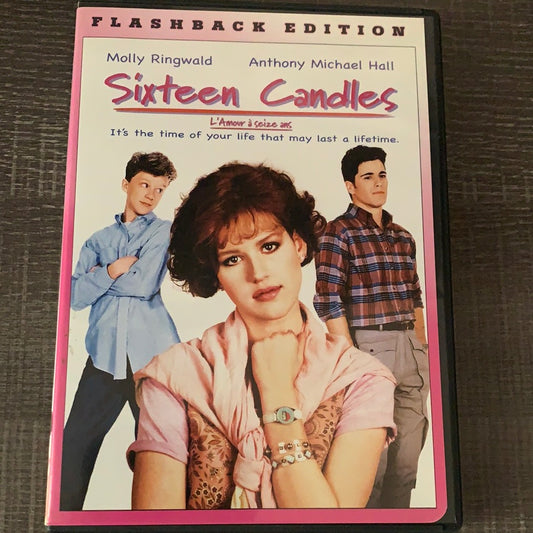 FLASHBACK EDITION
Molly Ringwald Anthony Michael Hall
Sixteen Candles
L'Amour à seize ans
It's the time of your life that may last a lifetime.